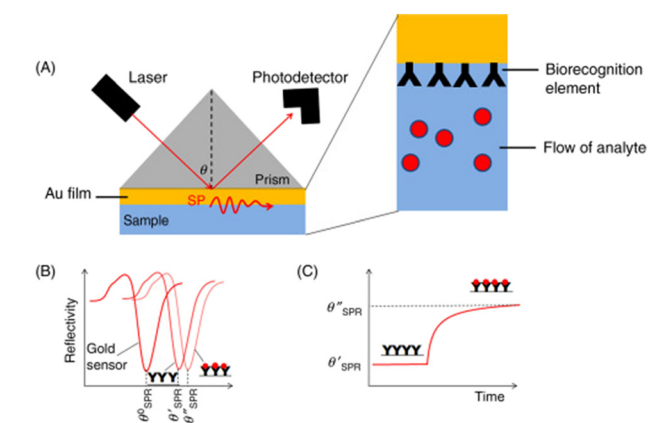 (A)
Laser
Photodetector
θ
Prism
Au film
SP
Sample
Biorecognition
element
Flow of analyte
(B)
Reflectivity
Gold
sensor
θ⁰SPR
θ′SPR
θ″SPR
(C)
θ″SPR
θ′SPR
Time